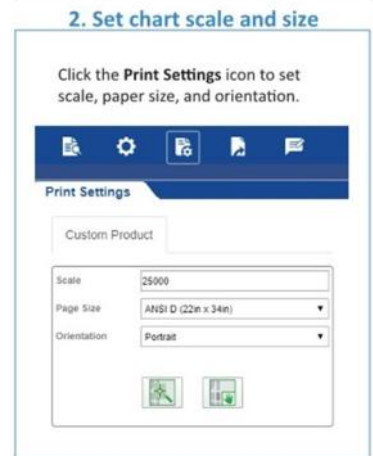 2. Set chart scale and size
Click the Print Settings icon to set
scale, paper size, and orientation.
Print Settings
Custom Product
Scale 25000
Page Size ANSI D (22in x 34in)
Orientation Portrait